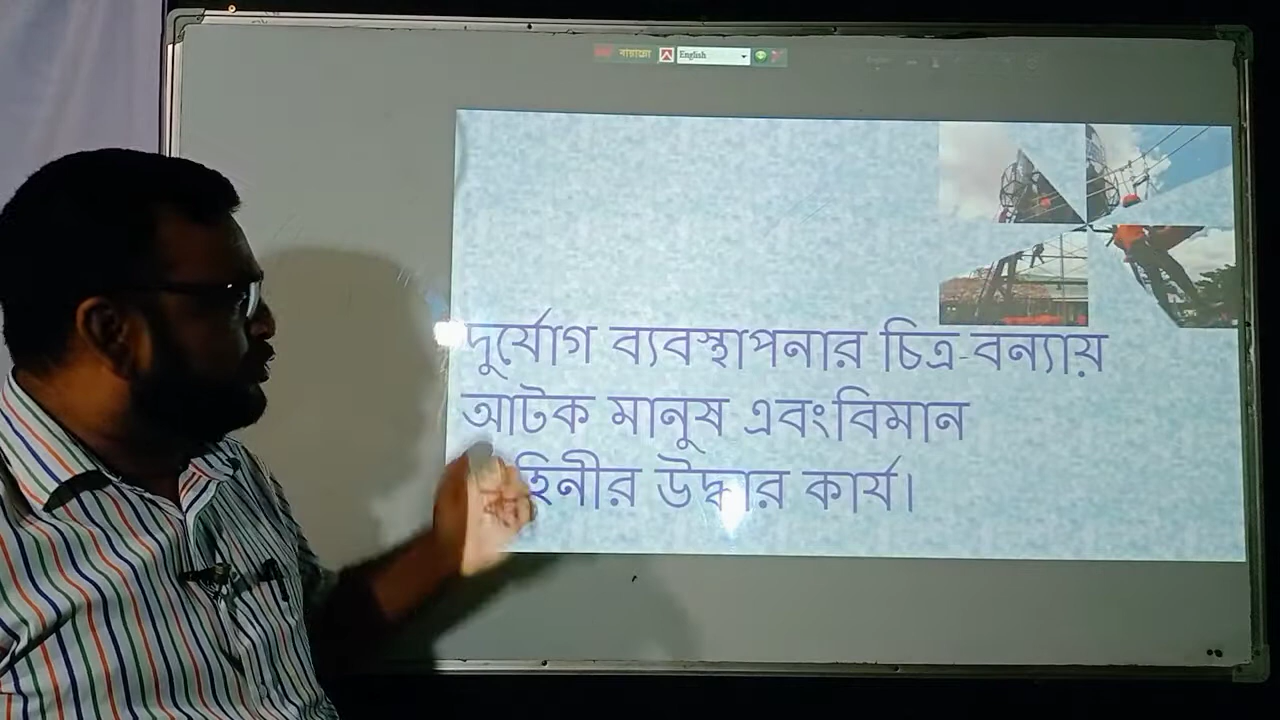 বায়ান্নো English
দুর্যোগ ব্যবস্থাপনার চিত্র-বন্যায়
আটক মানুষ এবং বিমান
হিনীর উদ্ধার কার্য।